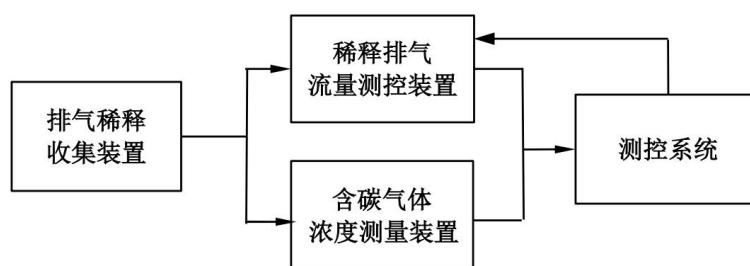 排气稀释
收集装置
稀释排气
流量测控装置
含碳气体
浓度测量装置
测控系统